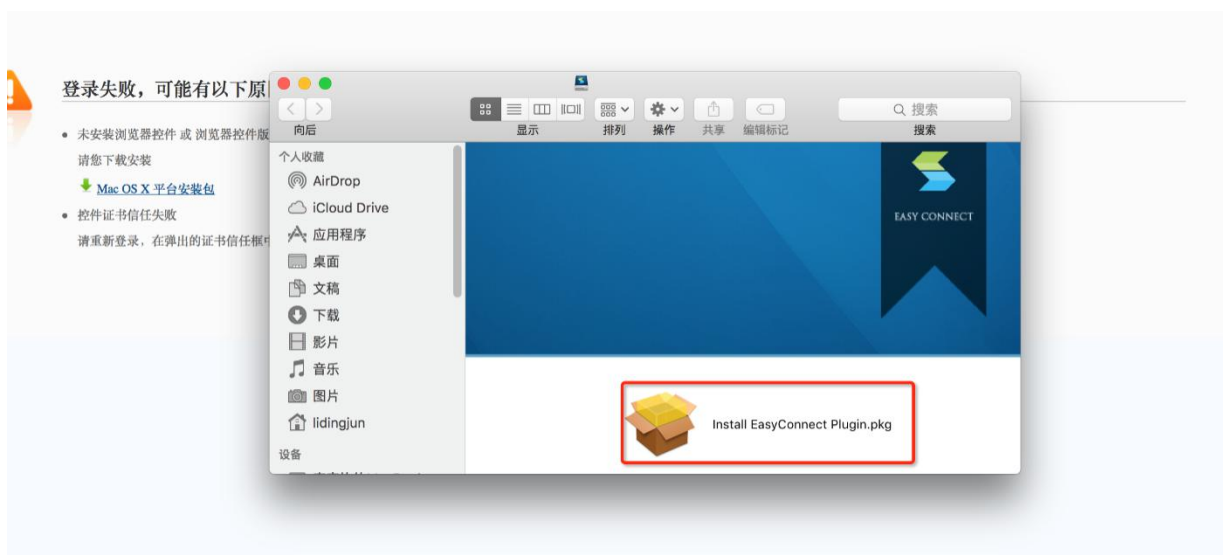 登录失败，可能有以下原
未安装浏览器控件 或 浏览器控件版
请您下载安装
Mac OS X 平台安装包
控件证书信任失败
请重新登录，在弹出的证书信任框中
搜索
向后
显示
排列
操作
共享
编辑标记
搜索
个人收藏
AirDrop
iCloud Drive
应用程序
桌面
文稿
下载
影片
音乐
图片
lidingjun
设备
EASY CONNECT
Install EasyConnect Plugin.pkg